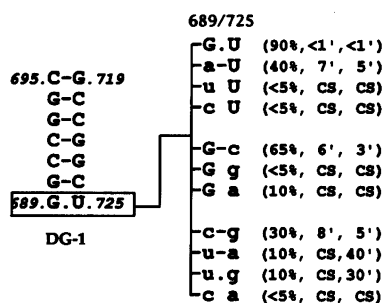 689/725
G.U (90%, <1', <1')
a-U (40%, 7', 5')
u U (<5%, CS, CS)
c U (<5%, CS, CS)
G-c (65%, 6', 3')
G g (<5%, CS, CS)
G a (10%, CS, CS)
c-g (30%, 8', 5')
u-a (10%, CS, 40')
u.g (10%, CS, 30')
c a (<5%, CS, CS)
695.C-G.719
G-C
G-C
C-G
C-G
G-C
689.G.U.725
DG-1